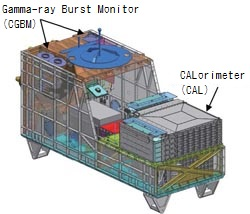 Gamma-ray Burst Monitor
(CGBM)
CALorimeter
(CAL)